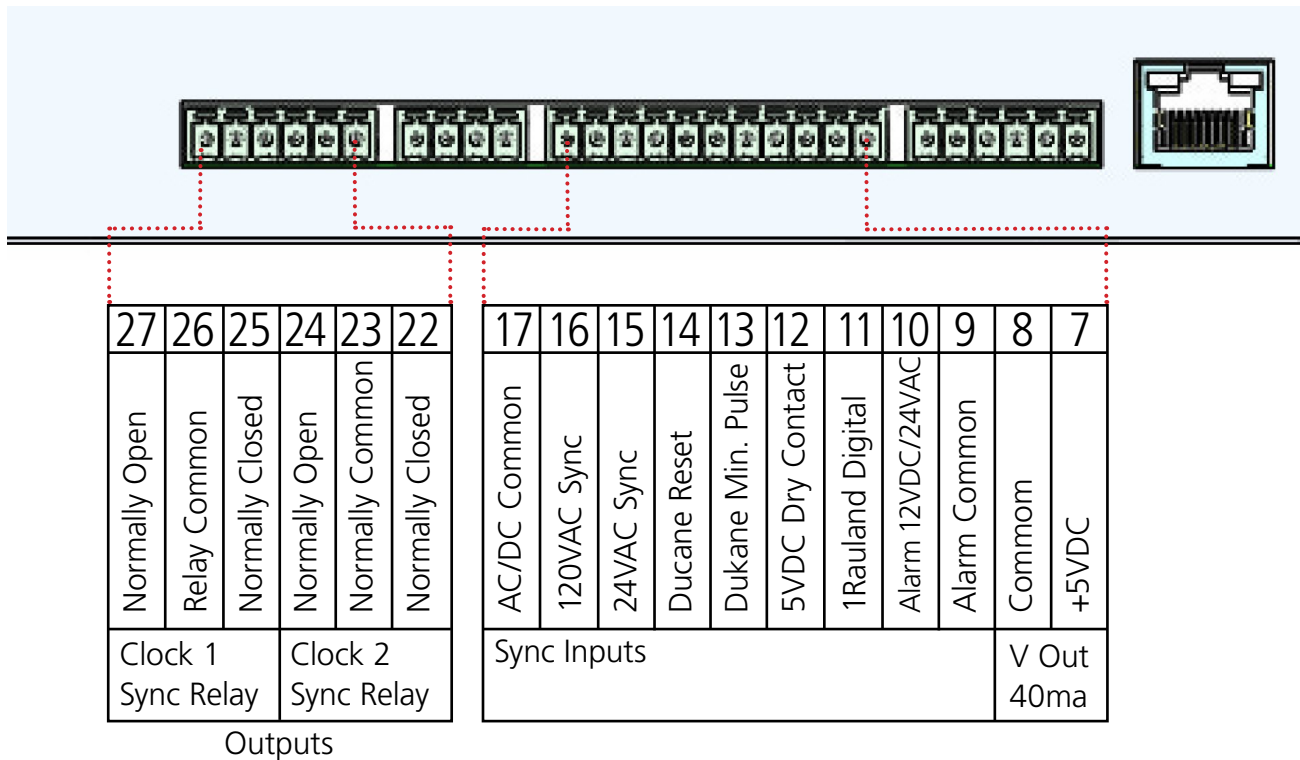 27 26 25 24 23 22
Normally Open
Relay Common
Normally Closed
Normally Open
Normally Common
Normally Closed
Clock 1
Sync Relay
Clock 2
Sync Relay
Outputs
17 16 15 14 13 12 11 10 9 8 7
AC/DC Common
120VAC Sync
24VAC Sync
Ducane Reset
Dukane Min. Pulse
5VDC Dry Contact
1Rauland Digital
Alarm 12VDC/24VAC
Alarm Common
Commom
+5VDC
Sync Inputs
V Out
40ma